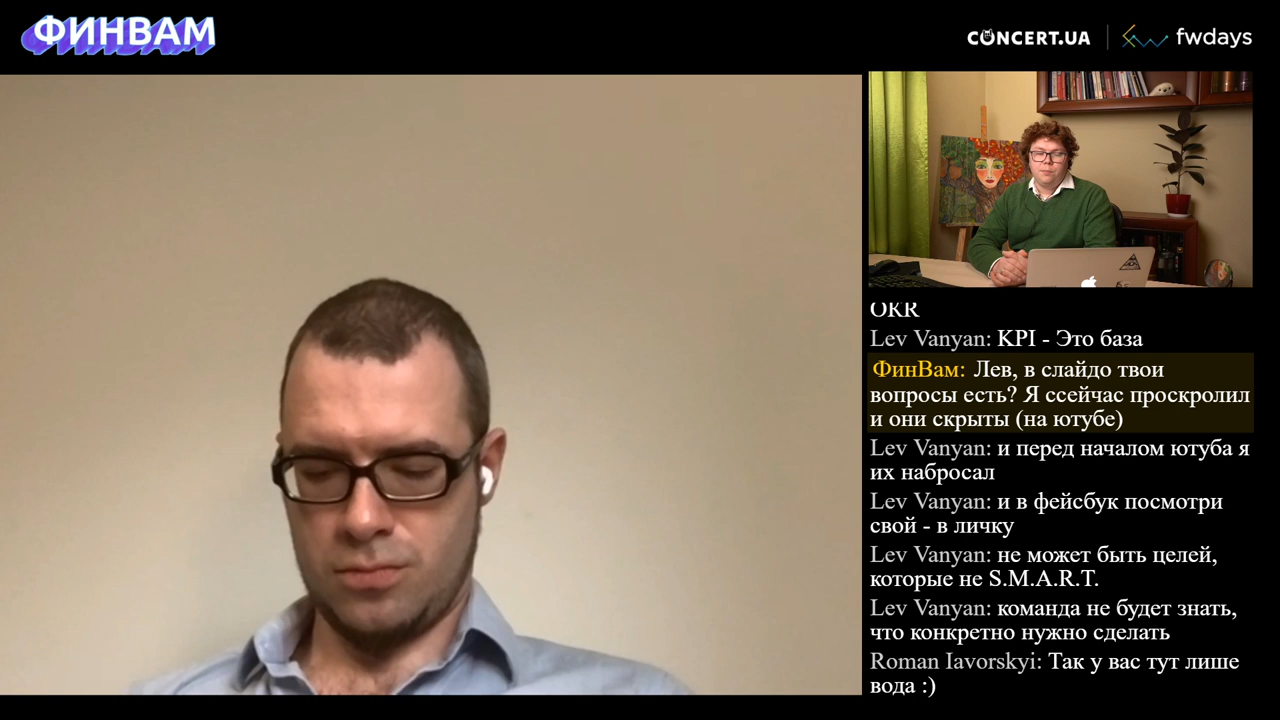 ФИНВАМ
CONCERT.UA
fwdays
OKR
Lev Vanyan: KPI - Это база
ФинВам: Лев, в слайдо твои
вопросы есть? Я ссейчас проскролил
и они скрыты (на ютубе)
Lev Vanyan: и перед началом ютуба я
их набросал
Lev Vanyan: и в фейсбук посмотри
свой - в личку
Lev Vanyan: не может быть целей,
которые не S.M.A.R.T.
Lev Vanyan: команда не будет знать,
что конкретно нужно сделать
Roman Iavorskyi: Так у вас тут лише
вода :)